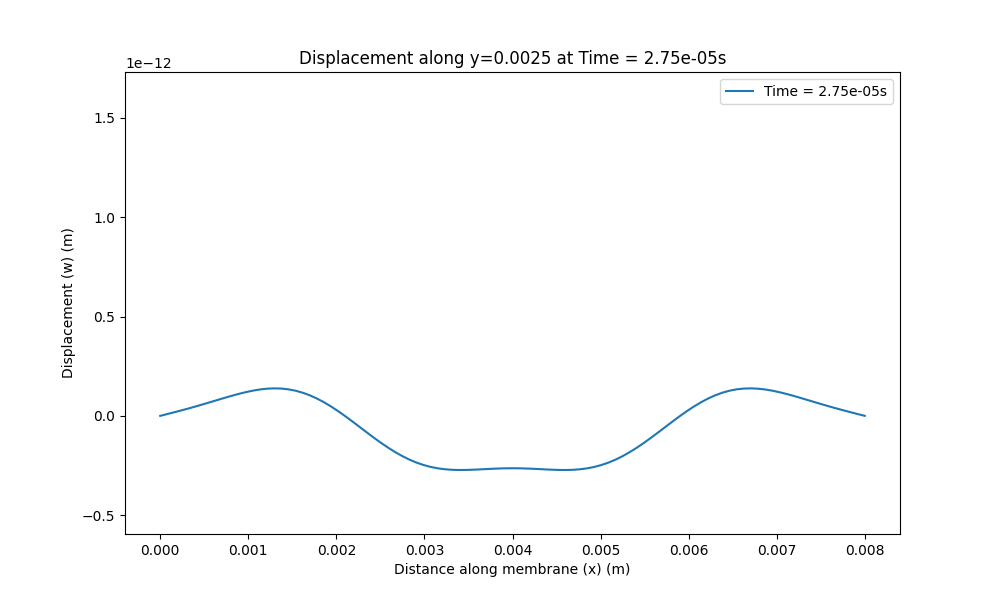 Displacement along y=0.0025 at Time = 2.75e-05s
1e−12
Time = 2.75e-05s
1.5
1.0
0.5
0.0
−0.5
Displacement (w) (m)
0.000 0.001 0.002 0.003 0.004 0.005 0.006 0.007 0.008
Distance along membrane (x) (m)